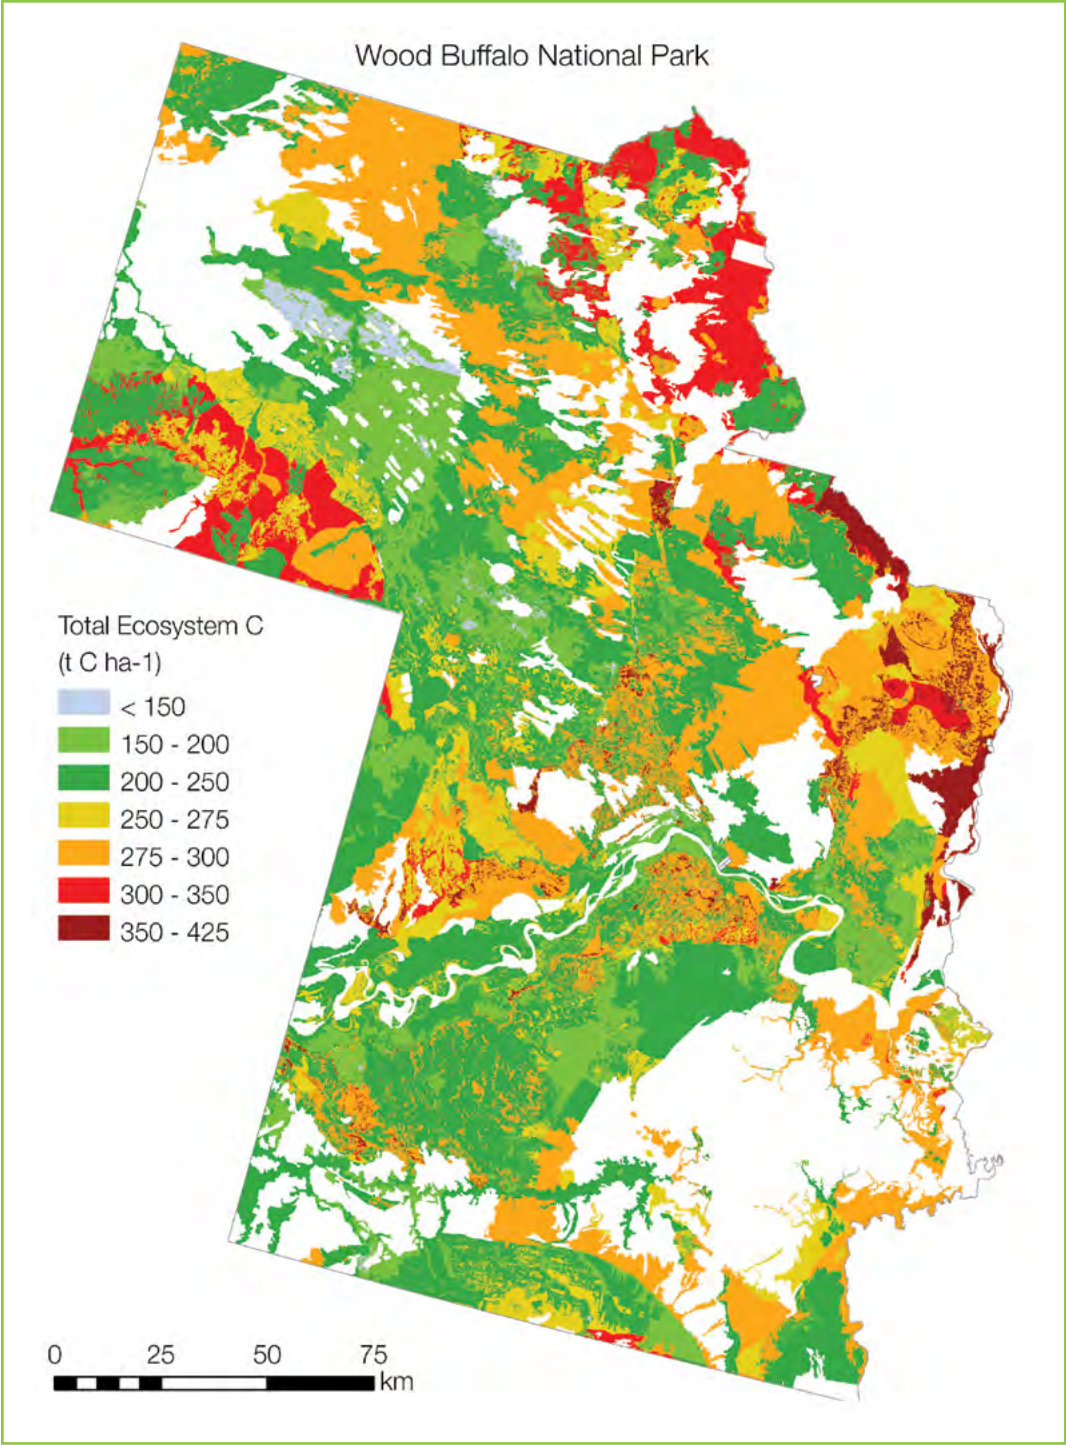 Wood Buffalo National Park
Total Ecosystem C
(t C ha-1)
< 150
150 - 200
200 - 250
250 - 275
275 - 300
300 - 350
350 - 425
0 25 50 75
km